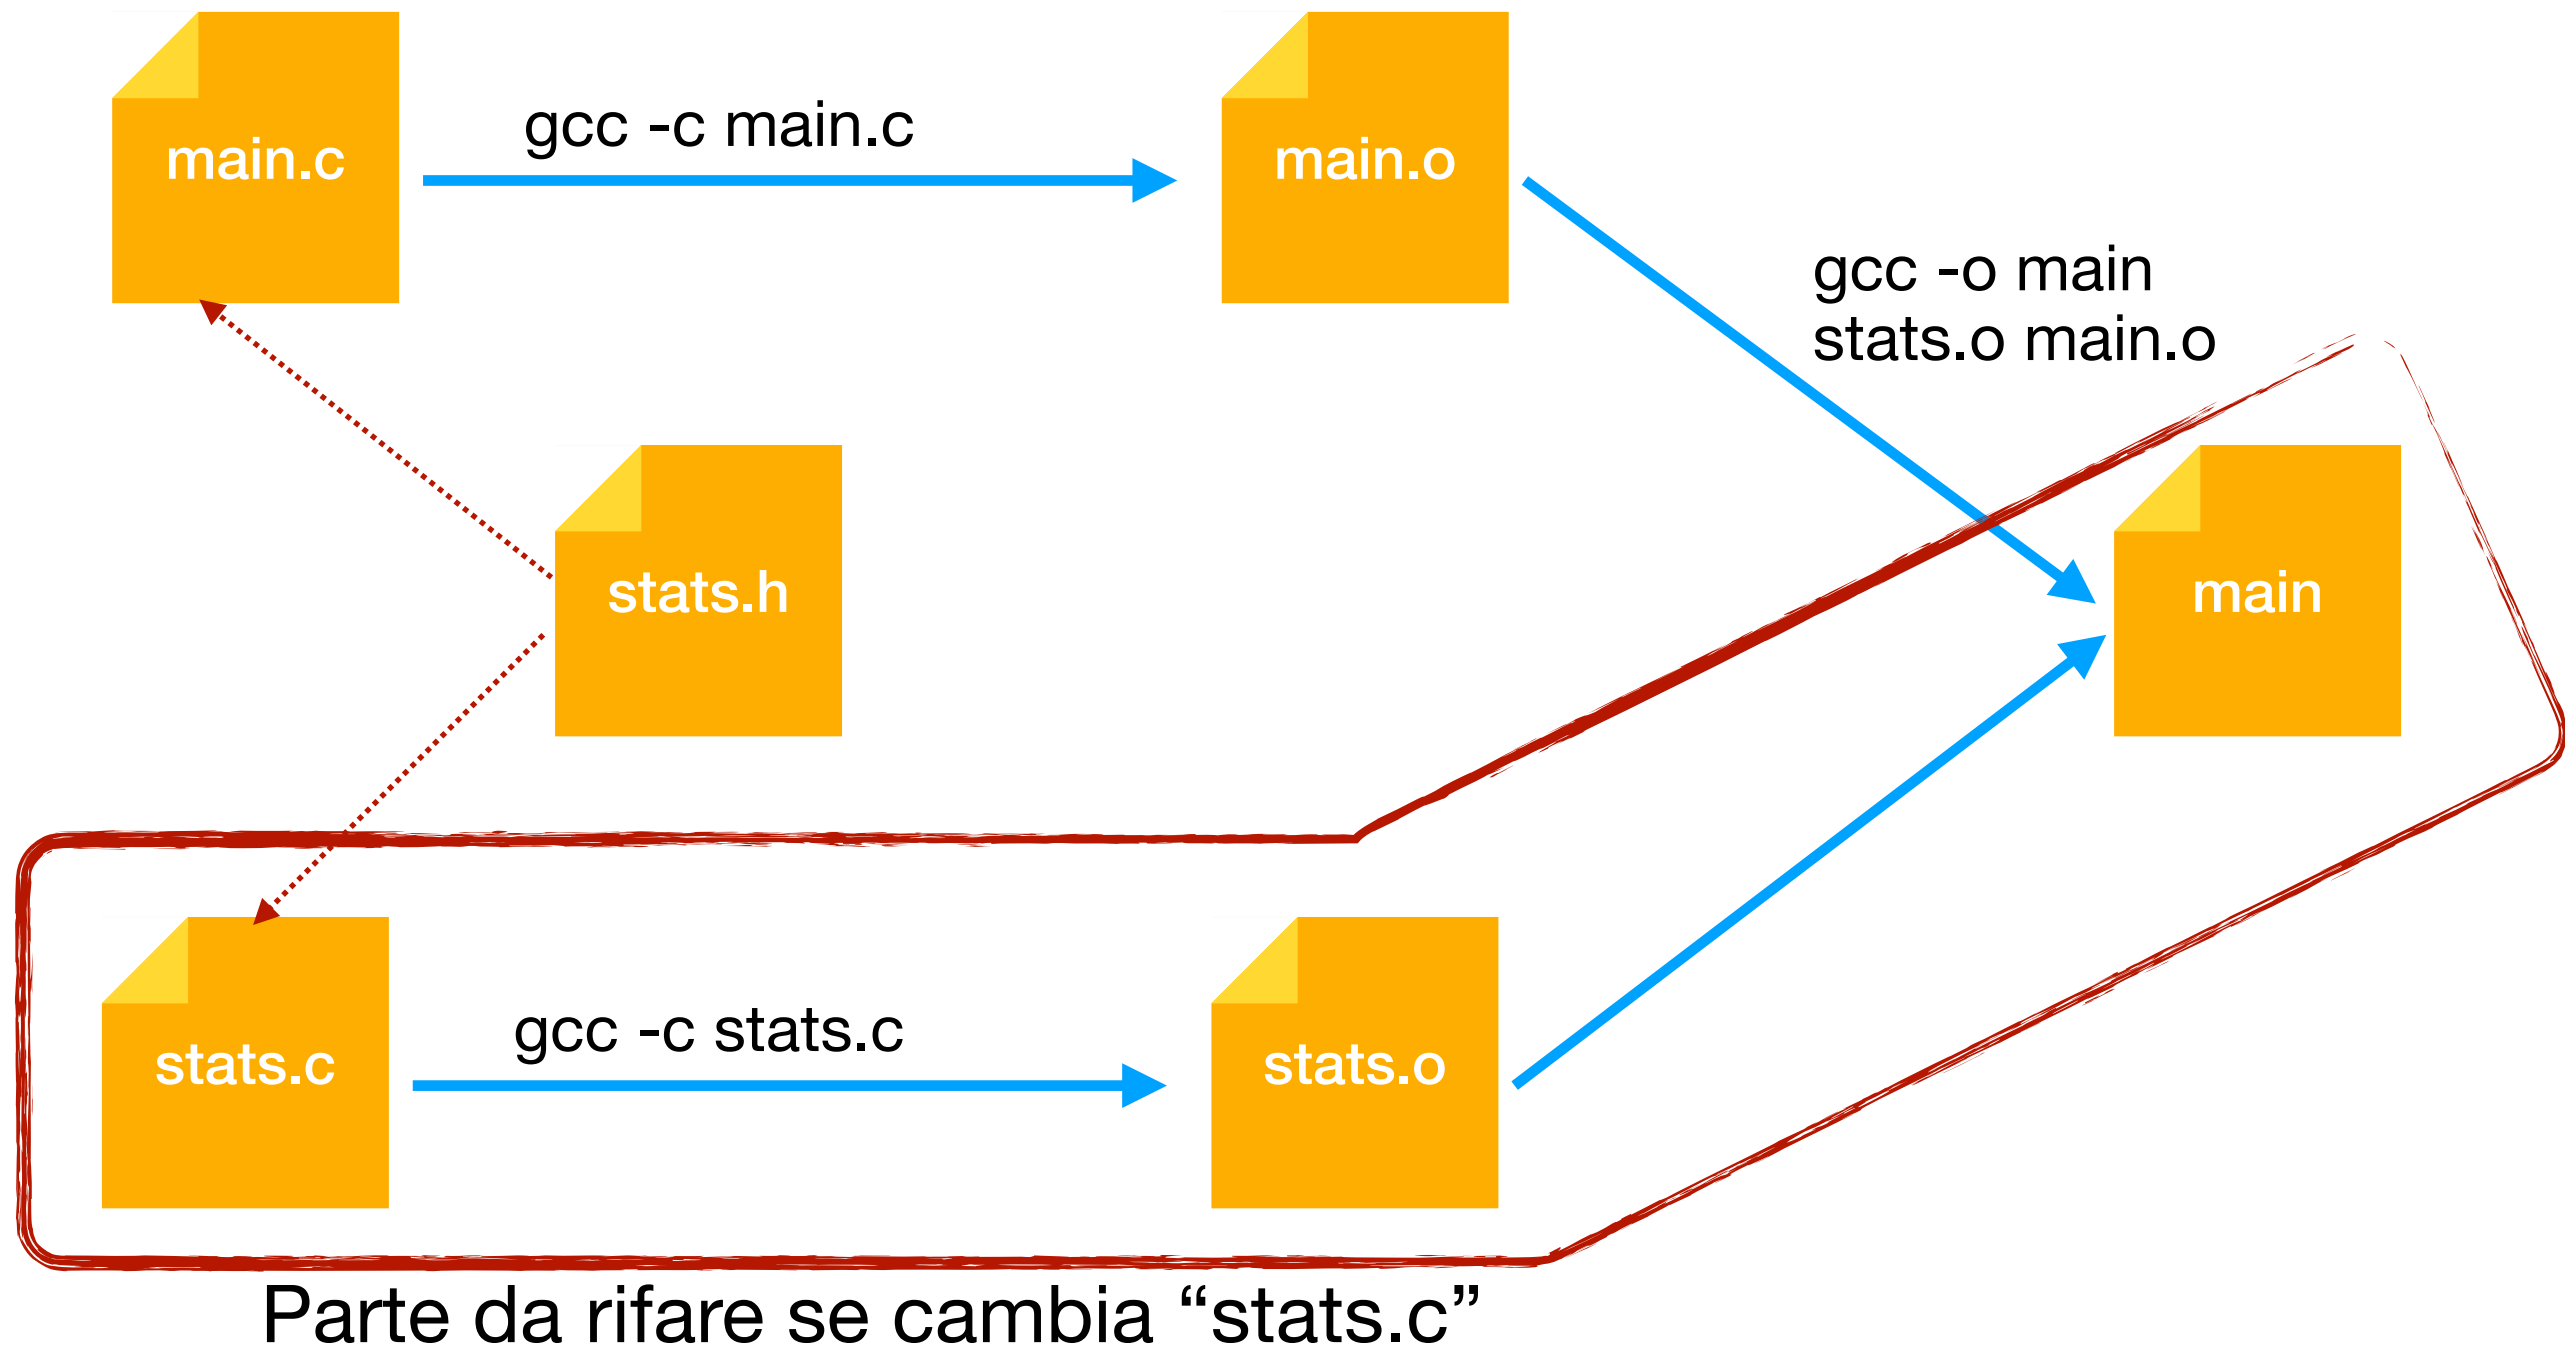 main.c
gcc -c main.c
main.o
gcc -o main
stats.o main.o
stats.h
main
stats.c
gcc -c stats.c
stats.o
Parte da rifare se cambia “stats.c”